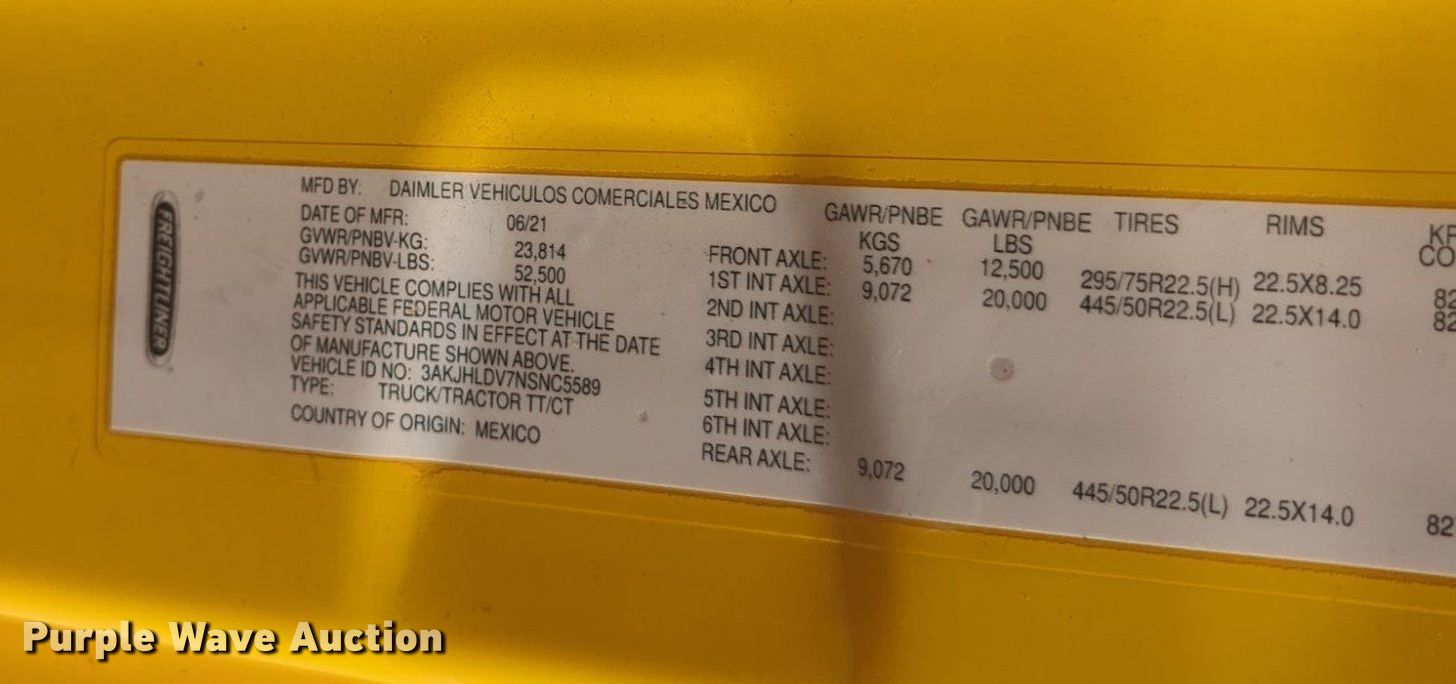 FREIGHTLINER
MFD BY: DAIMLER VEHICULOS COMERCIALES MEXICO
DATE OF MFR: 06/21
GVWR/PNBV-KG: 23,814
GVWR/PNBV-LBS: 52,500
THIS VEHICLE COMPLIES WITH ALL
APPLICABLE FEDERAL MOTOR VEHICLE
SAFETY STANDARDS IN EFFECT AT THE DATE
OF MANUFACTURE SHOWN ABOVE.
VEHICLE ID NO: 3AKJHLDV7NSNC5589
TYPE: TRUCK/TRACTOR TT/CT
COUNTRY OF ORIGIN: MEXICO
GAWR/PNBE GAWR/PNBE TIRES RIMS
KGS LBS CO
FRONT AXLE: 5,670 12,500 295/75R22.5(H) 22.5X8.25 82
1ST INT AXLE: 9,072 20,000 445/50R22.5(L) 22.5X14.0 82
2ND INT AXLE:
3RD INT AXLE:
4TH INT AXLE:
5TH INT AXLE:
6TH INT AXLE:
REAR AXLE: 9,072 20,000 445/50R22.5(L) 22.5X14.0 82
Purple Wave Auction